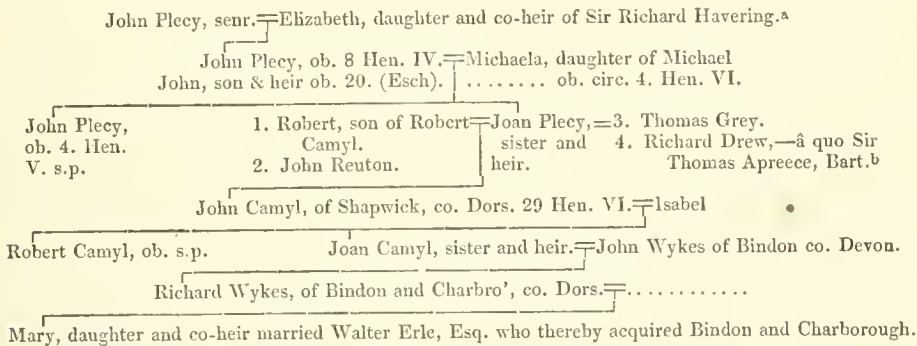 John Plecy, senr.=Elizabeth, daughter and co-heir of Sir Richard Havering.a
John Plecy, ob. 8 Hen. IV.=Michaela, daughter of Michael
John, son & heir ob. 20. (Esch). ........ ob. circ. 4. Hen. VI.
John Plecy, ob. 4. Hen. V. s.p.
1. Robert, son of Robert Camyl.
2. John Reuton.
=Joan Plecy, sister and heir.
=3. Thomas Grey.
4. Richard Drew,—â quo Sir Thomas Apreece, Bart.b
John Camyl, of Shapwick, co. Dors. 29 Hen. VI.=Isabel
Robert Camyl, ob. s.p. Joan Camyl, sister and heir.=John Wykes of Bindon co. Devon.
Richard Wykes, of Bindon and Charbro', co. Dors.=............
Mary, daughter and co-heir married Walter Erle, Esq. who thereby acquired Bindon and Charborough.